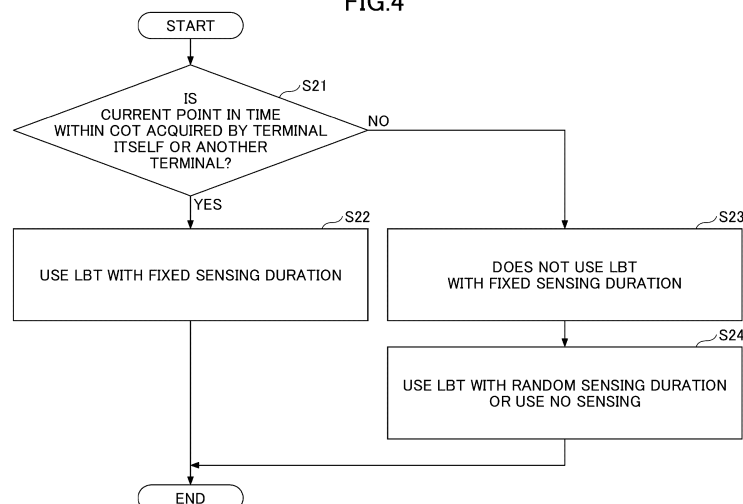 FIG.4
START
S21
IS
CURRENT POINT IN TIME
WITHIN COT ACQUIRED BY TERMINAL
ITSELF OR ANOTHER
TERMINAL?
NO
YES
S22
USE LBT WITH FIXED SENSING DURATION
S23
DOES NOT USE LBT
WITH FIXED SENSING DURATION
S24
USE LBT WITH RANDOM SENSING DURATION
OR USE NO SENSING
END